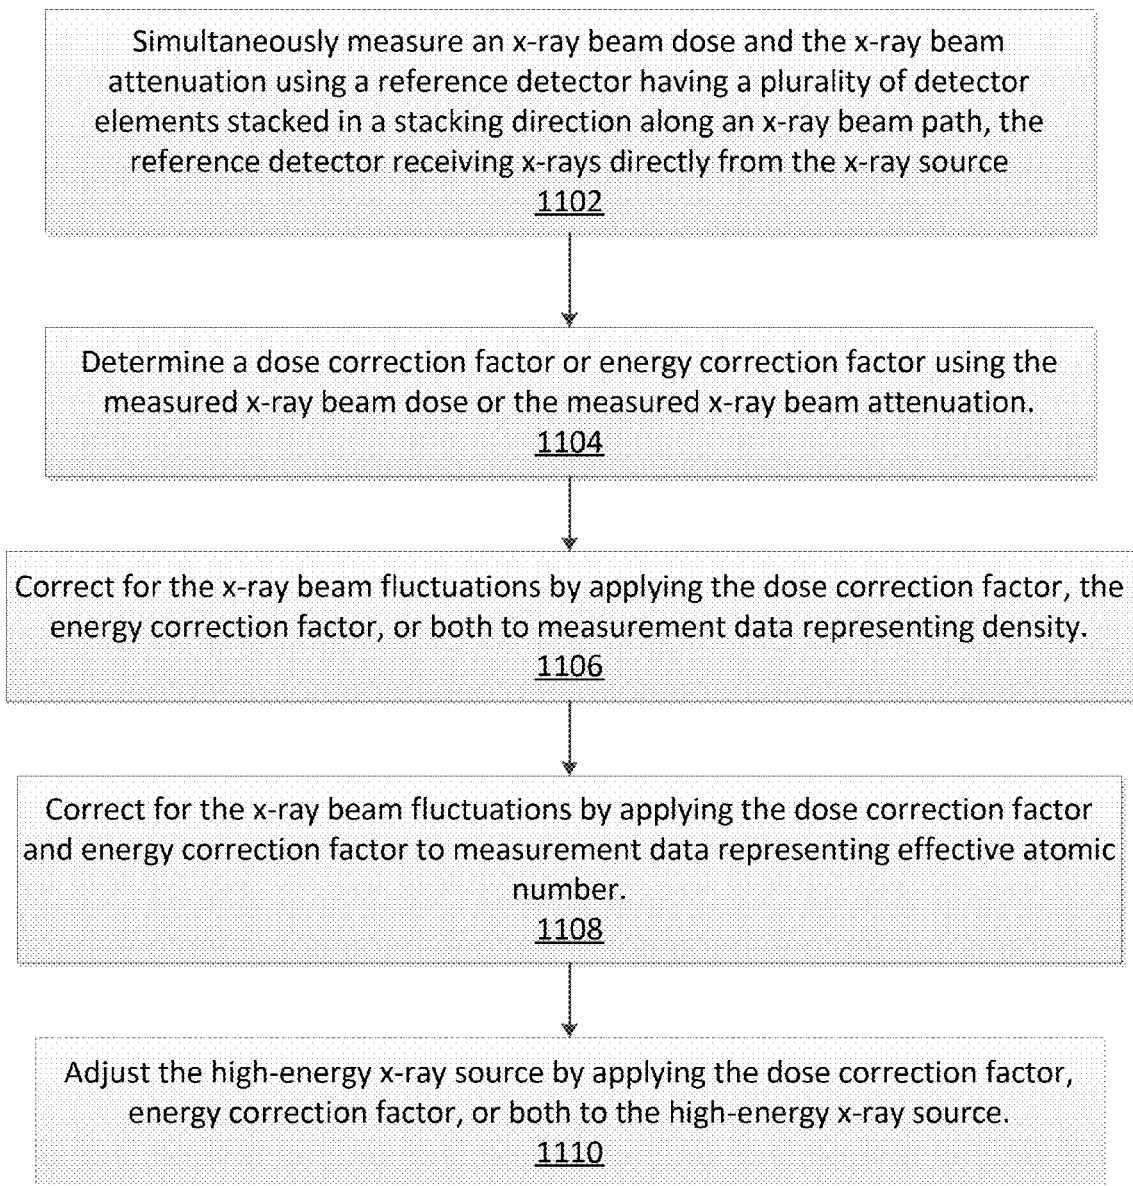 Simultaneously measure an x-ray beam dose and the x-ray beam
attenuation using a reference detector having a plurality of detector
elements stacked in a stacking direction along an x-ray beam path, the
reference detector receiving x-rays directly from the x-ray source
1102
Determine a dose correction factor or energy correction factor using the
measured x-ray beam dose or the measured x-ray beam attenuation.
1104
Correct for the x-ray beam fluctuations by applying the dose correction factor, the
energy correction factor, or both to measurement data representing density.
1106
Correct for the x-ray beam fluctuations by applying the dose correction factor
and energy correction factor to measurement data representing effective atomic
number.
1108
Adjust the high-energy x-ray source by applying the dose correction factor,
energy correction factor, or both to the high-energy x-ray source.
1110